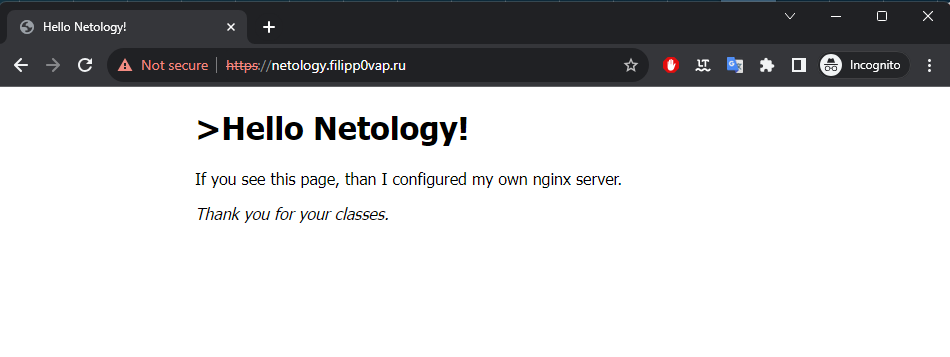 Hello Netology!
Not secure https://netology.filipp0vap.ru Incognito
>Hello Netology!
If you see this page, than I configured my own nginx server.
Thank you for your classes.